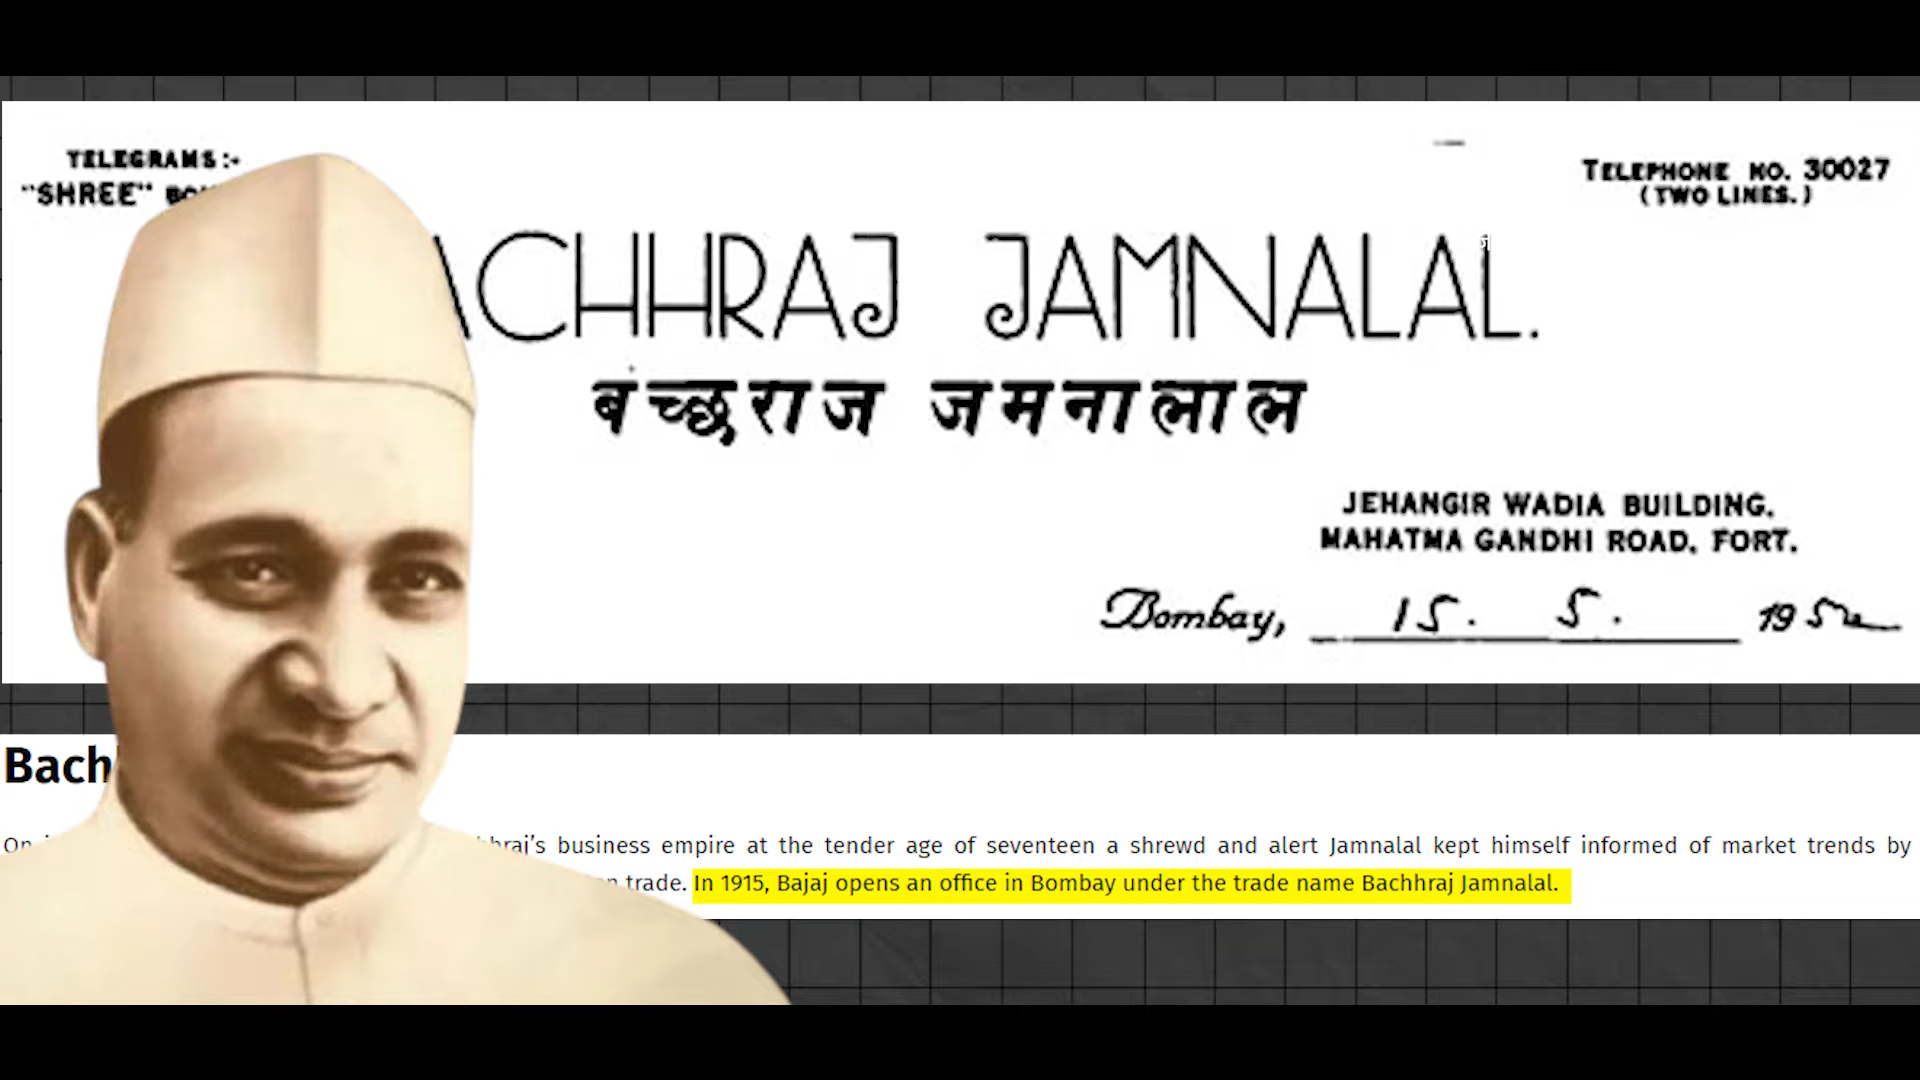 TELEGRAMS:-
"SHREE"
TELEPHONE NO. 30027
(TWO LINES.)
ACHHRAJ JAMNALAL.
बच्छराज जमनालाल
JEHANGIR WADIA BUILDING.
MAHATMA GANDHI ROAD. FORT.
Bombay, 15. 5. 195
Bach
hraj's business empire at the tender age of seventeen a shrewd and alert Jamnalal kept himself informed of market trends by
n trade. In 1915, Bajaj opens an office in Bombay under the trade name Bachhraj Jamnalal.